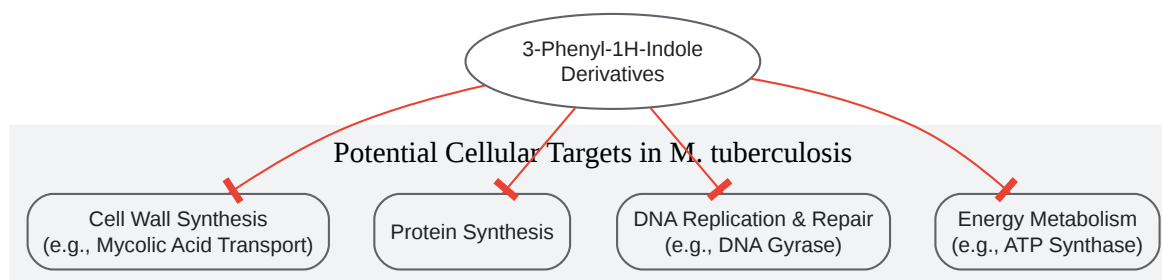 3-Phenyl-1H-Indole
Derivatives
Potential Cellular Targets in M. tuberculosis
Cell Wall Synthesis
(e.g., Mycolic Acid Transport)
Protein Synthesis
DNA Replication & Repair
(e.g., DNA Gyrase)
Energy Metabolism
(e.g., ATP Synthase)